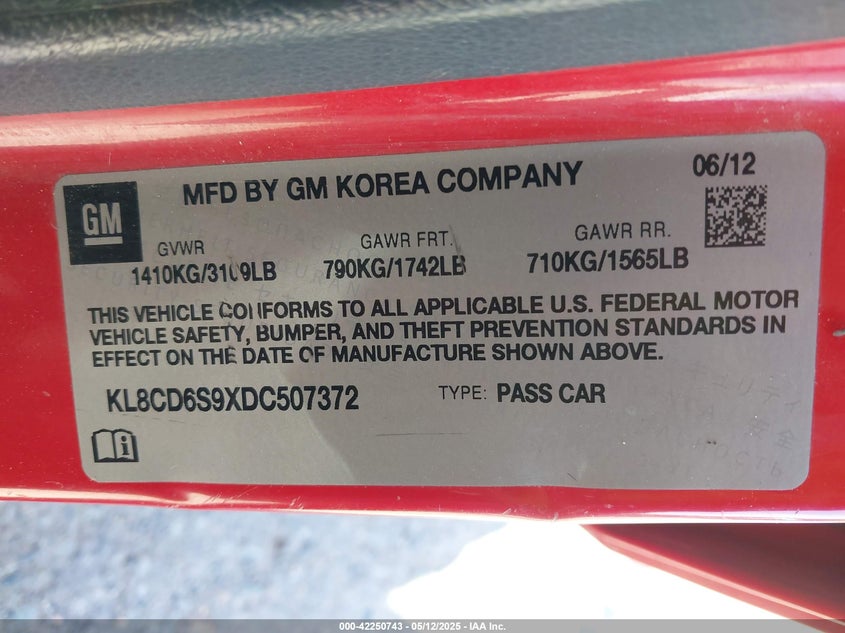 GM
MFD BY GM KOREA COMPANY
06/12
GVWR
1410KG/3109LB
GAWR FRT.
790KG/1742LB
GAWR RR.
710KG/1565LB
THIS VEHICLE CONFORMS TO ALL APPLICABLE U.S. FEDERAL MOTOR
VEHICLE SAFETY, BUMPER, AND THEFT PREVENTION STANDARDS IN
EFFECT ON THE DATE OF MANUFACTURE SHOWN ABOVE.
KL8CD6S9XDC507372
TYPE: PASS CAR
000-42250743 - 05/12/2025 - IAA Inc.